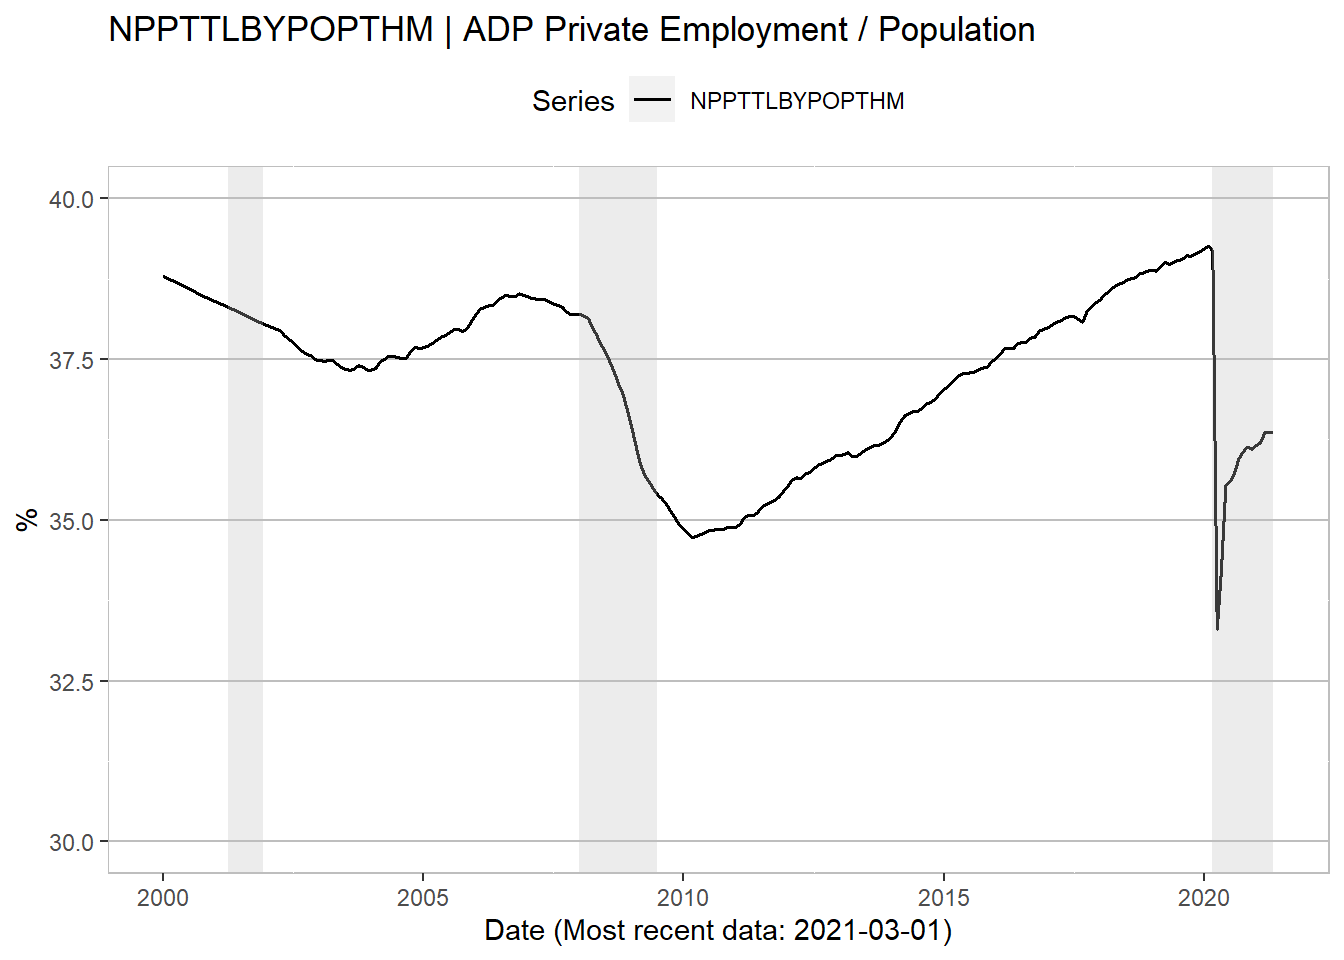 NPPTTLBYPOPTHM | ADP Private Employment / Population
Series NPPTTLBYPOPTHM
40.0
37.5
35.0
32.5
30.0
%
2000 2005 2010 2015 2020
Date (Most recent data: 2021-03-01)